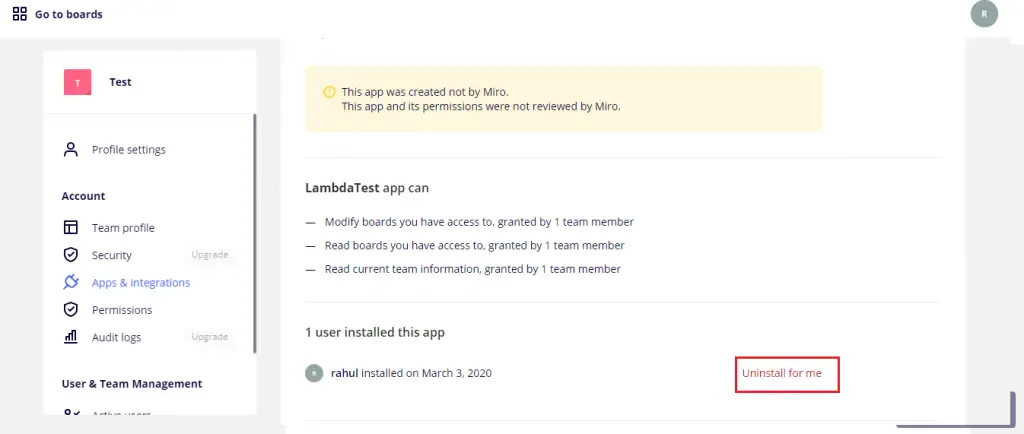 Go to boards
R
T
Test
Profile settings
Account
Team profile
Security Upgrade
Apps & integrations
Permissions
Audit logs Upgrade
User & Team Management
Active users
This app was created not by Miro.
This app and its permissions were not reviewed by Miro.
LambdaTest app can
— Modify boards you have access to, granted by 1 team member
— Read boards you have access to, granted by 1 team member
— Read current team information, granted by 1 team member
1 user installed this app
R rahul installed on March 3, 2020 Uninstall for me